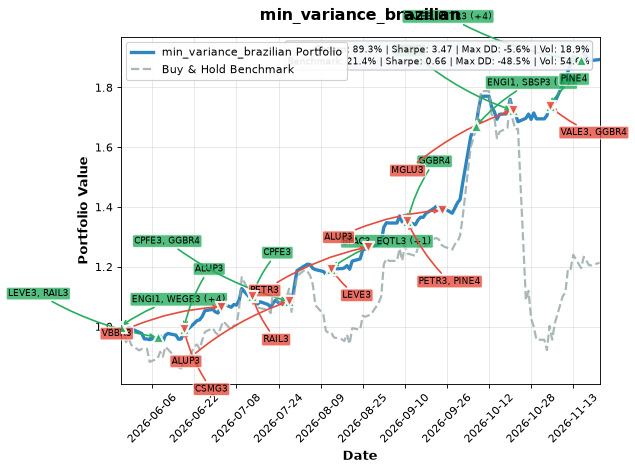 min_variance_brazilian
(+4)
min_variance_brazilian Portfolio
Buy & Hold Benchmark
: 89.3% | Sharpe: 3.47 | Max DD: -5.6% | Vol: 18.9%
21.4% | Sharpe: 0.66 | Max DD: -48.5% | Vol: 54.
ENGI1, SBSP3
PINE4
VALE3, GGBR4
GGBR4
MGLU3
ALUP3
EQTL3 (+1)
CPFE3, GGBR4
CPFE3
ALUP3
PETR3, PINE4
LEVE3, RAIL3
ENGI1, WEGE3 (+4)
PETR3
LEVE3
VBBR3
RAIL3
ALUP3
CSMG3
Portfolio Value
1.8
1.6
1.4
1.2
2026-06-06
2026-06-22
2026-07-08
2026-07-24
2026-08-09
2026-08-25
2026-09-10
2026-09-26
2026-10-12
2026-10-28
2026-11-13
Date